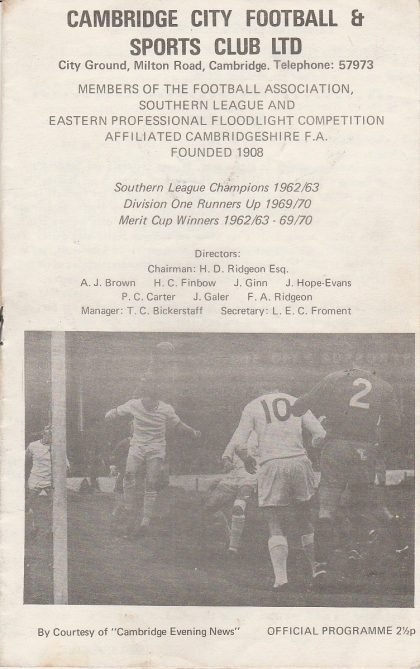 CAMBRIDGE CITY FOOTBALL &
SPORTS CLUB LTD
City Ground, Milton Road, Cambridge. Telephone: 57973
MEMBERS OF THE FOOTBALL ASSOCIATION,
SOUTHERN LEAGUE AND
EASTERN PROFESSIONAL FLOODLIGHT COMPETITION
AFFILIATED CAMBRIDGESHIRE F.A.
FOUNDED 1908
Southern League Champions 1962/63
Division One Runners Up 1969/70
Merit Cup Winners 1962/63 - 69/70
Directors:
Chairman: H. D. Ridgeon Esq.
A. J. Brown H. C. Finbow J. Ginn J. Hope-Evans
P. C. Carter J. Galer F. A. Ridgeon
Manager: T. C. Bickerstaff Secretary: L. E. C. Froment
10
2
By Courtesy of "Cambridge Evening News" OFFICIAL PROGRAMME 2½p